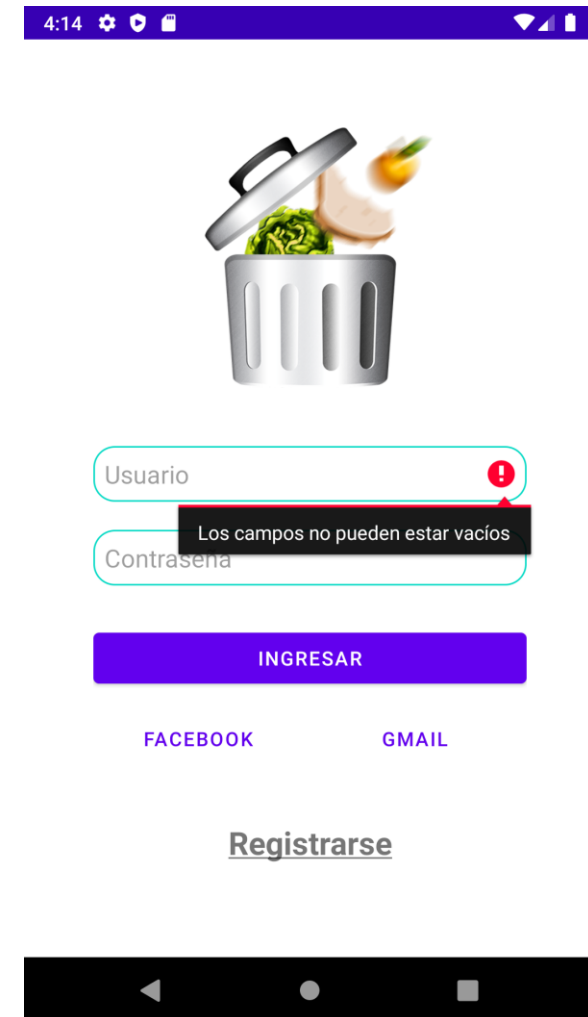 4:14
Usuario
Los campos no pueden estar vacíos
Contraseña
INGRESAR
FACEBOOK
GMAIL
Registrarse